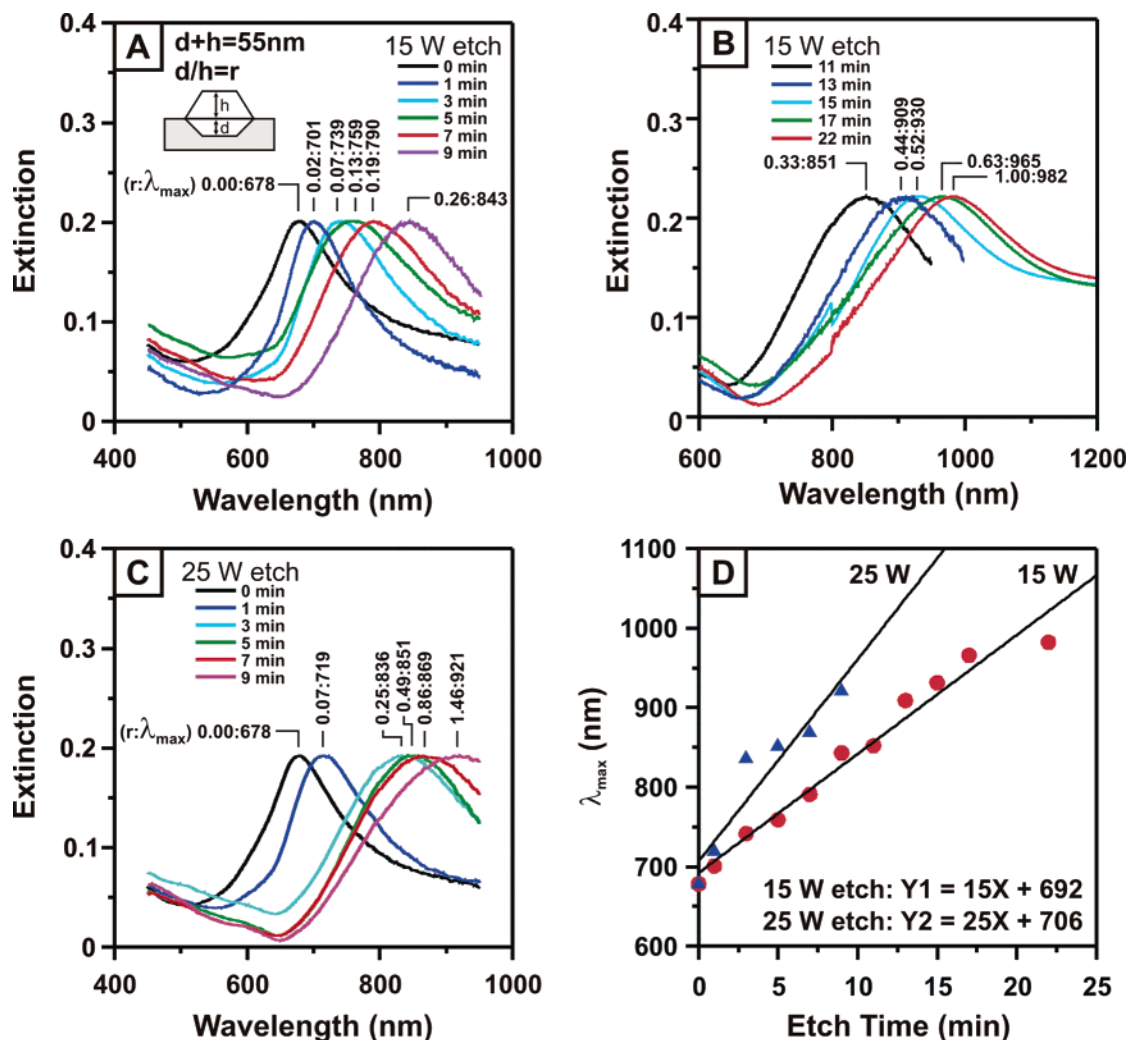 A
d+h=55nm
d/h=r
h
d
15 W etch
0 min
1 min
3 min
5 min
7 min
9 min
(r:λmax) 0.00:678
0.02:701
0.07:739
0.13:759
0.19:790
0.26:843
Extinction
0.4
0.3
0.2
0.1
0
400
600
800
1000
Wavelength (nm)
B
15 W etch
11 min
13 min
15 min
17 min
22 min
0.33:851
0.44:909
0.52:930
0.63:965
1.00:982
Extinction
0.4
0.3
0.2
0.1
0
600
800
1000
1200
Wavelength (nm)
C
25 W etch
0 min
1 min
3 min
5 min
7 min
9 min
(r:λmax) 0.00:678
0.07:719
0.25:836
0.49:851
0.86:869
1.46:921
Extinction
0.4
0.3
0.2
0.1
0
400
600
800
1000
Wavelength (nm)
D
25 W
15 W
15 W etch: Y1 = 15X + 692
25 W etch: Y2 = 25X + 706
λmax (nm)
1100
1000
900
800
700
600
0
5
10
15
20
25
Etch Time (min)